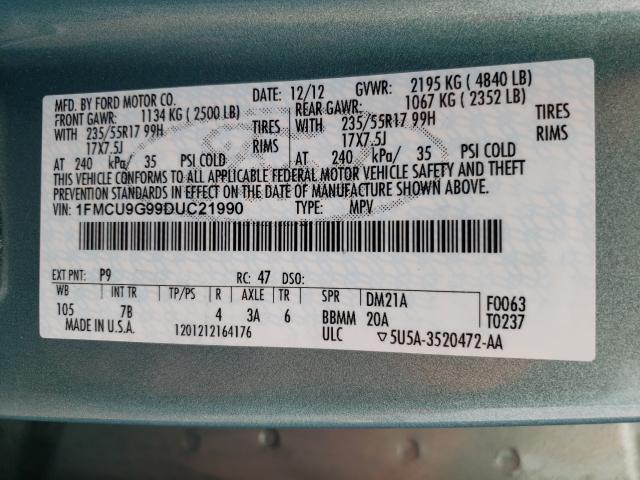 MFD. BY FORD MOTOR CO. DATE: 12/12 GVWR: 2195 KG ( 4840 LB)
FRONT GAWR: 1134 KG ( 2500 LB) REAR GAWR: 1067 KG ( 2352 LB)
WITH 235/55R17 99H TIRES WITH 235/55R17 99H TIRES
17X7.5J RIMS 17X7.5J RIMS
AT 240 kPa/ 35 PSI COLD AT 240 kPa/ 35 PSI COLD
THIS VEHICLE CONFORMS TO ALL APPLICABLE FEDERAL MOTOR VEHICLE SAFETY AND THEFT
PREVENTION STANDARDS IN EFFECT ON THE DATE OF MANUFACTURE SHOWN ABOVE.
VIN: 1FMCU9G99DUC21990 TYPE: MPV
EXT PNT: P9 RC: 47 DSO:
WB INT TR TP/PS R AXLE TR SPR DM21A F0063
105 7B 4 3A 6 BBMM 20A T0237
MADE IN U.S.A. 1201212164176 ULC ▽5U5A-3520472-AA